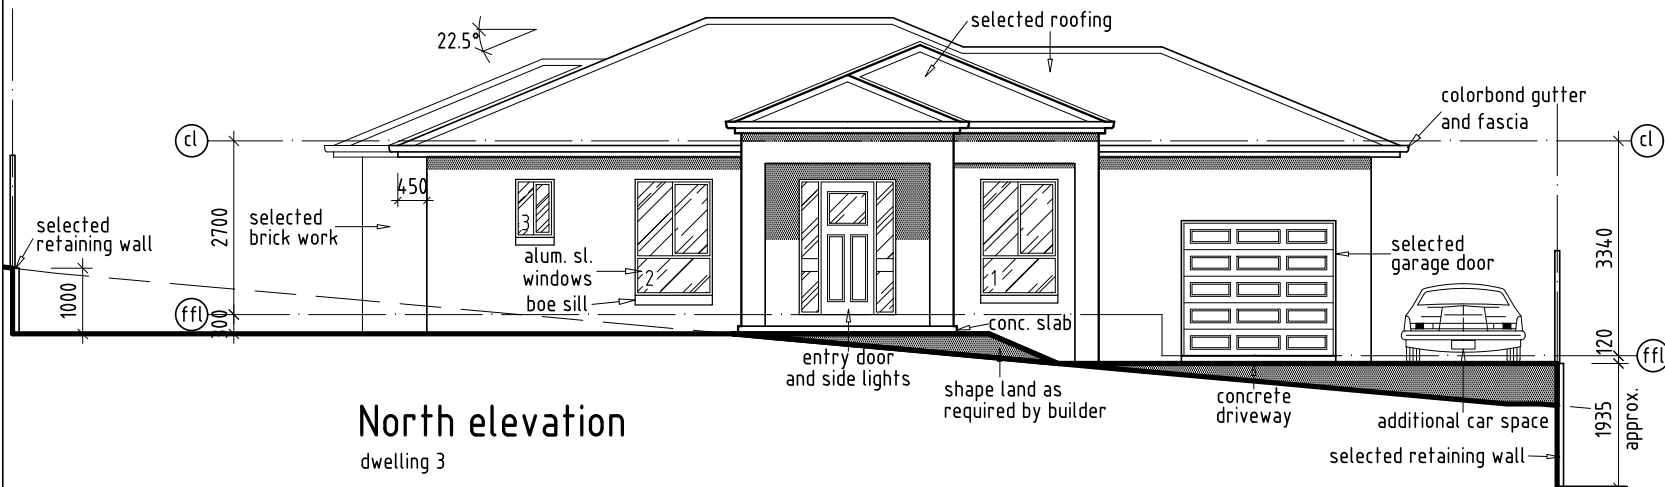 selected roofing
22.5°
colorbond gutter
and fascia
cl
cl
450
selected
brick work
2700
selected
retaining wall
3
alum. sl.
windows
2
1
selected
garage door
3340
1000
boe sill
ffl
300
conc. slab
120
ffl
entry door
and side lights
shape land as
required by builder
concrete
driveway
additional car space
1935
approx.
selected retaining wall
North elevation
dwelling 3